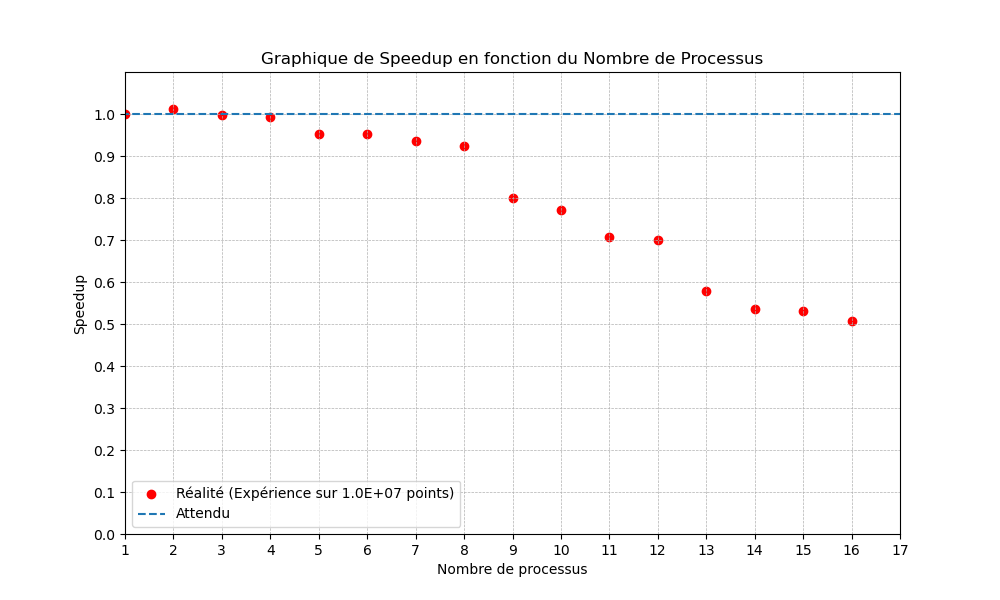 Graphique de Speedup en fonction du Nombre de Processus
Speedup
1.0
0.9
0.8
0.7
0.6
0.5
0.4
0.3
0.2
0.1
0.0
Réalité (Expérience sur 1.0E+07 points)
Attendu
1 2 3 4 5 6 7 8 9 10 11 12 13 14 15 16 17
Nombre de processus